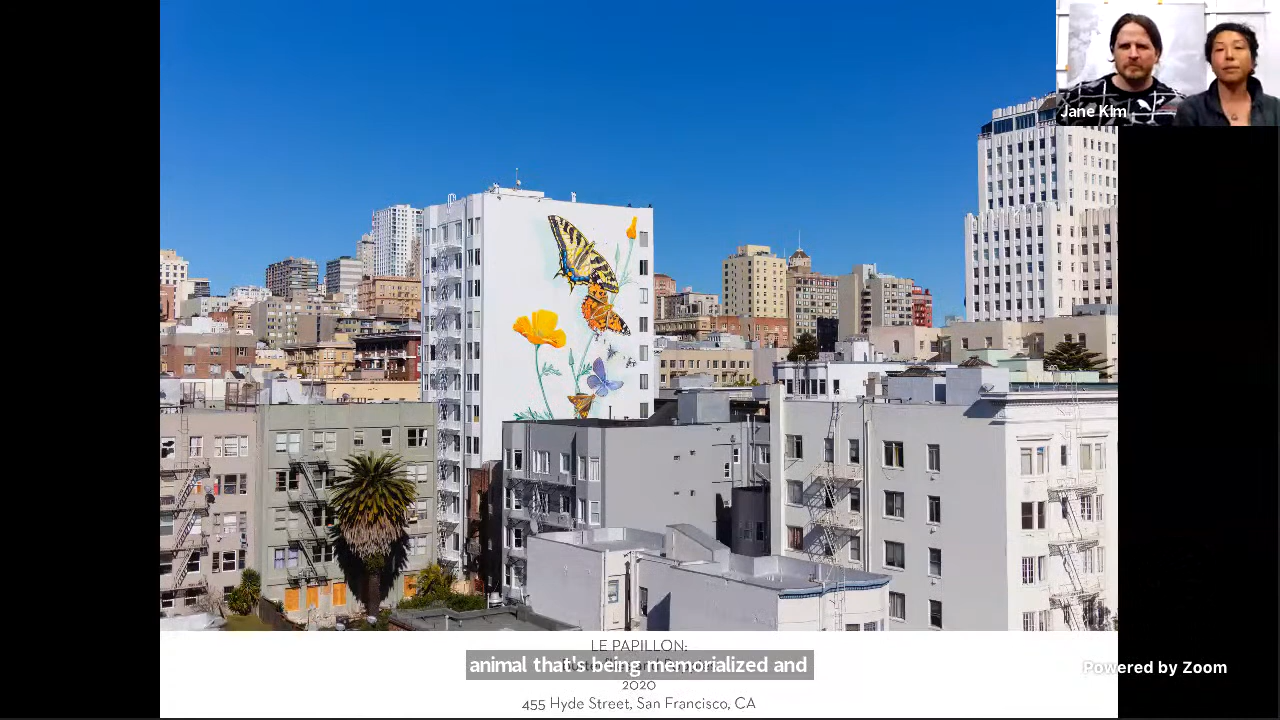 Jane Kim
LE PAPILLON:
animal that's being memorialized and
2020
455 Hyde Street, San Francisco, CA
Powered by Zoom